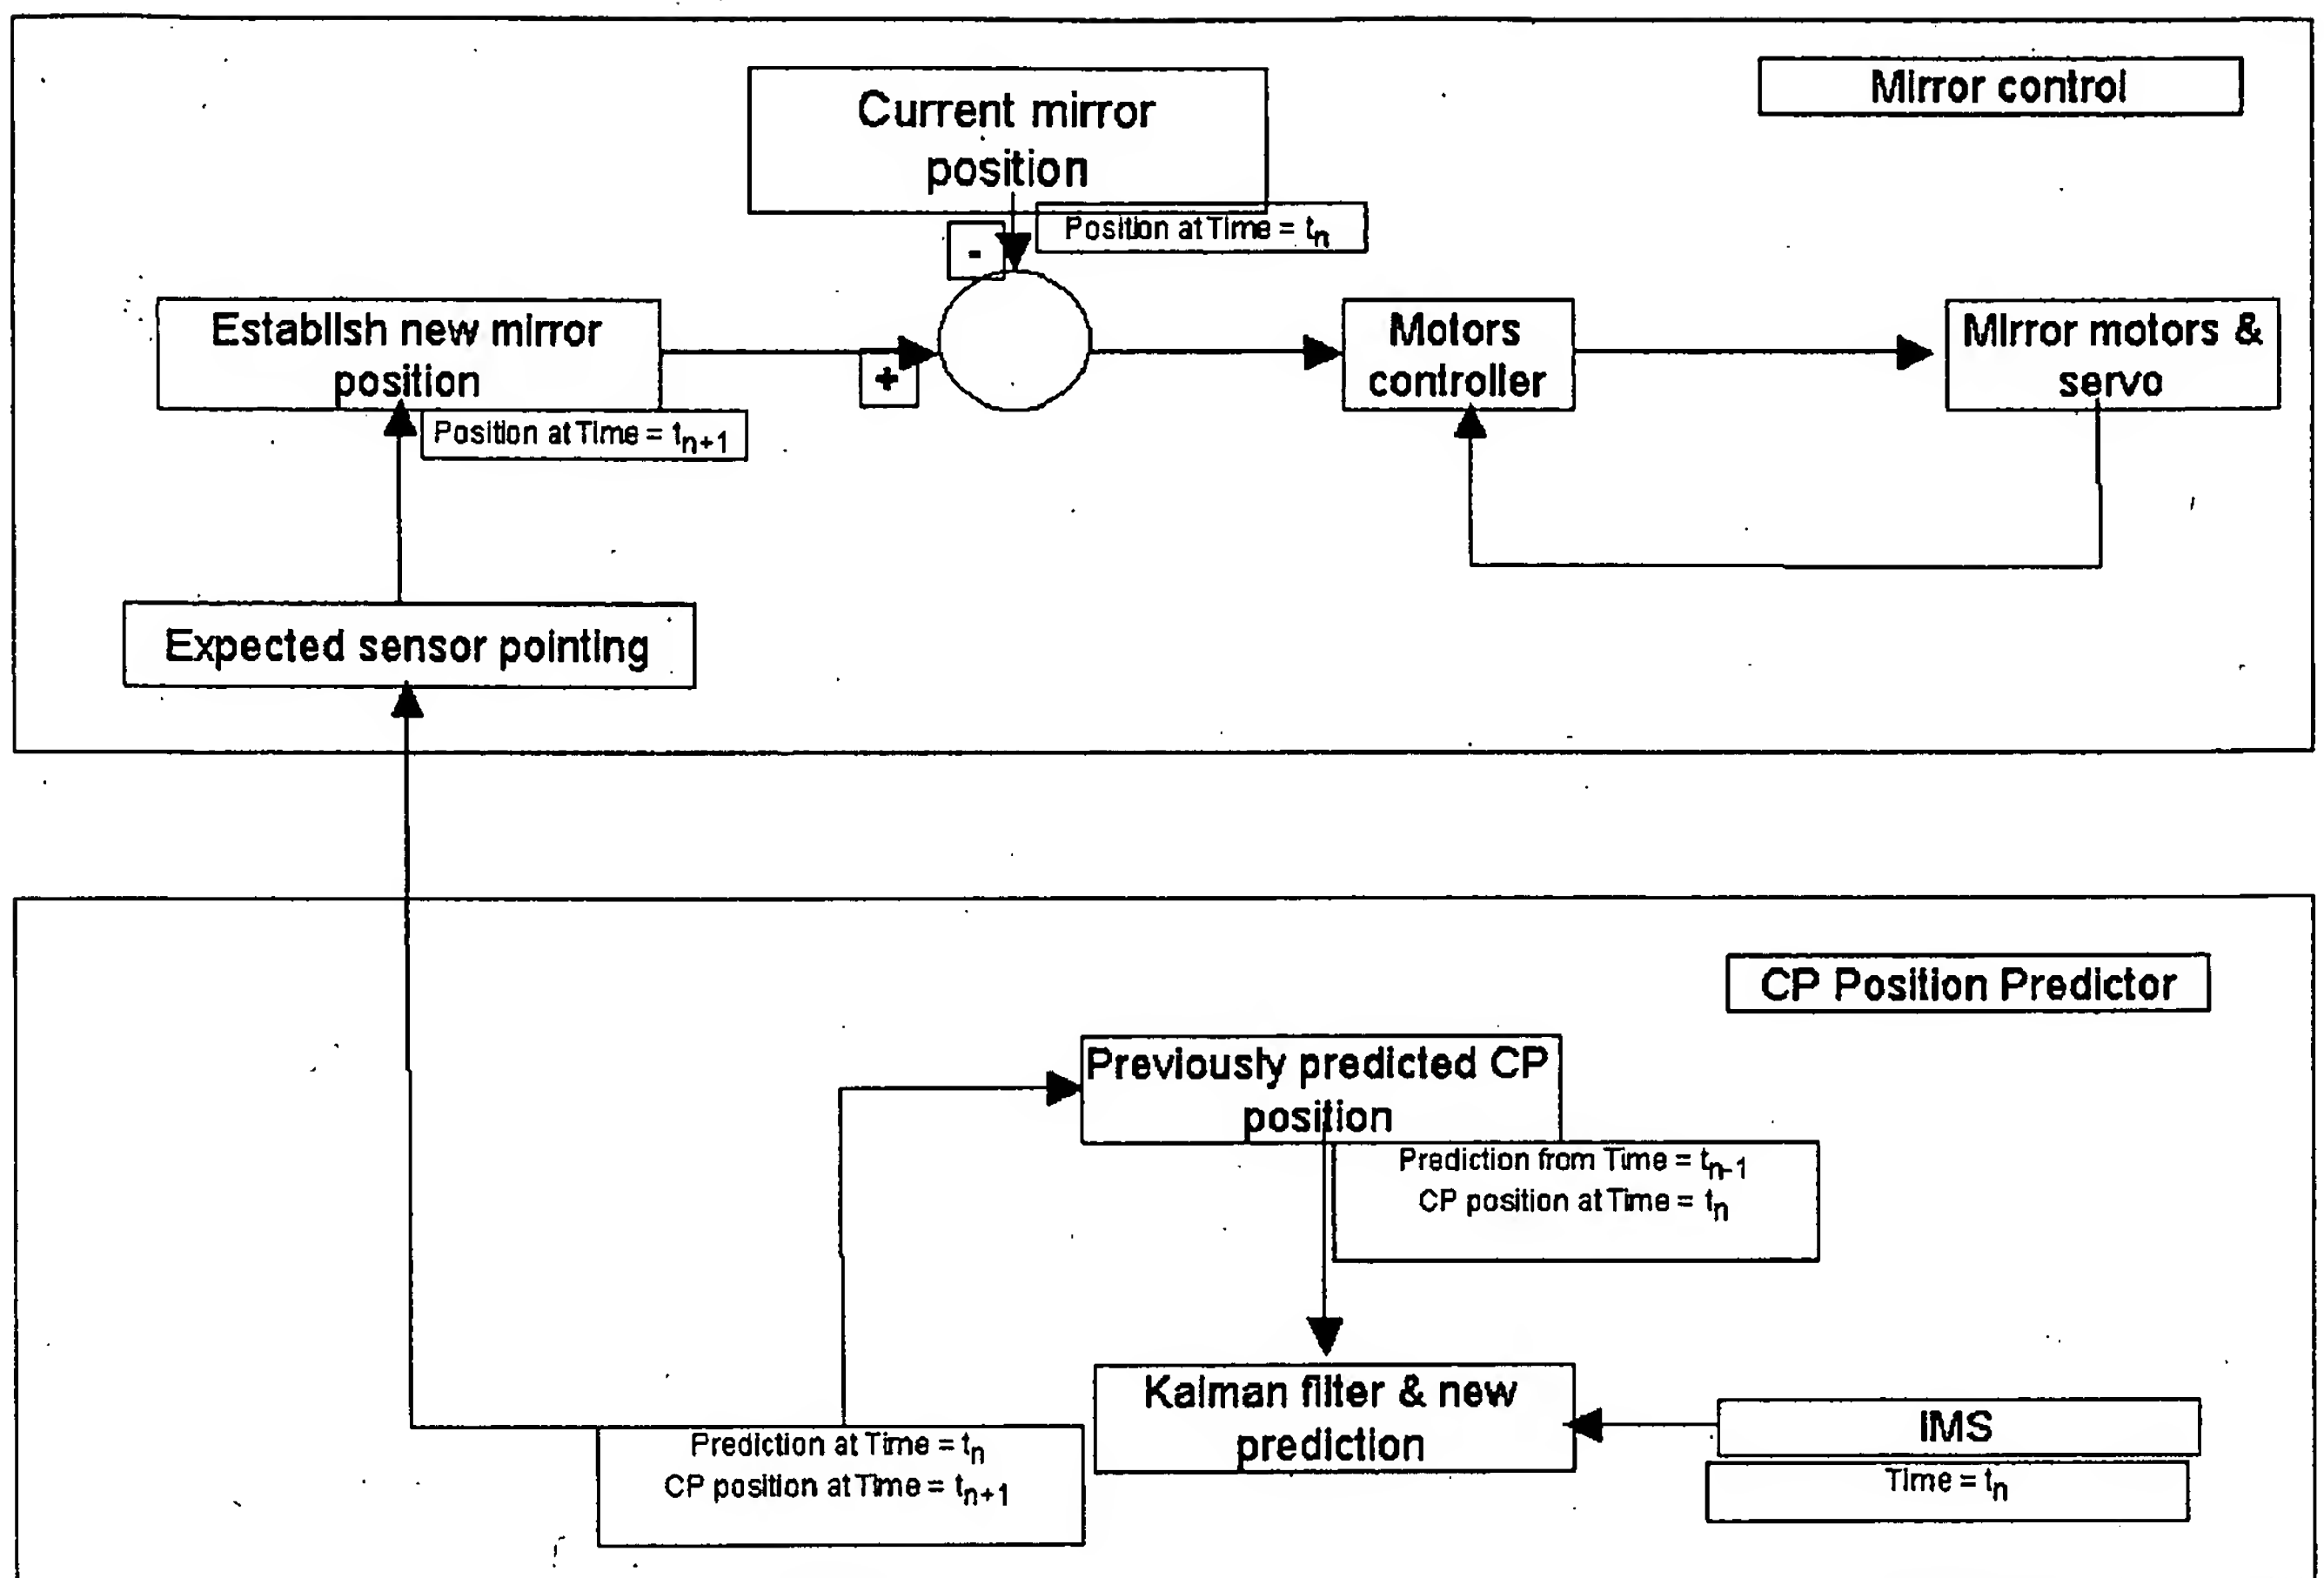 Mirror control
Current mirror
position
Position at Time = tn
-
Establish new mirror
position
+
Position at Time = tn+1
Motors
controller
Mirror motors &
servo
Expected sensor pointing
CP Position Predictor
Previously predicted CP
position
Prediction from Time = tn-1
CP position at Time = tn
Kalman filter & new
prediction
IMS
Time = tn
Prediction at Time = tn
CP position at Time = tn+1